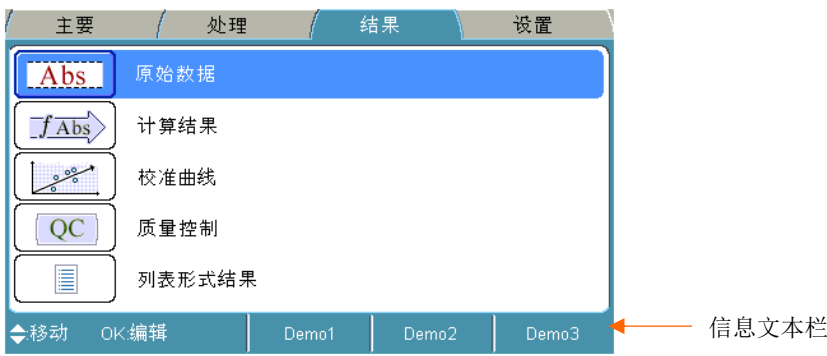 主要 处理 结果 设置
Abs 原始数据
f Abs 计算结果
校准曲线
QC 质量控制
列表形式结果
移动 OK:编辑 Demo1 Demo2 Demo3 信息文本栏